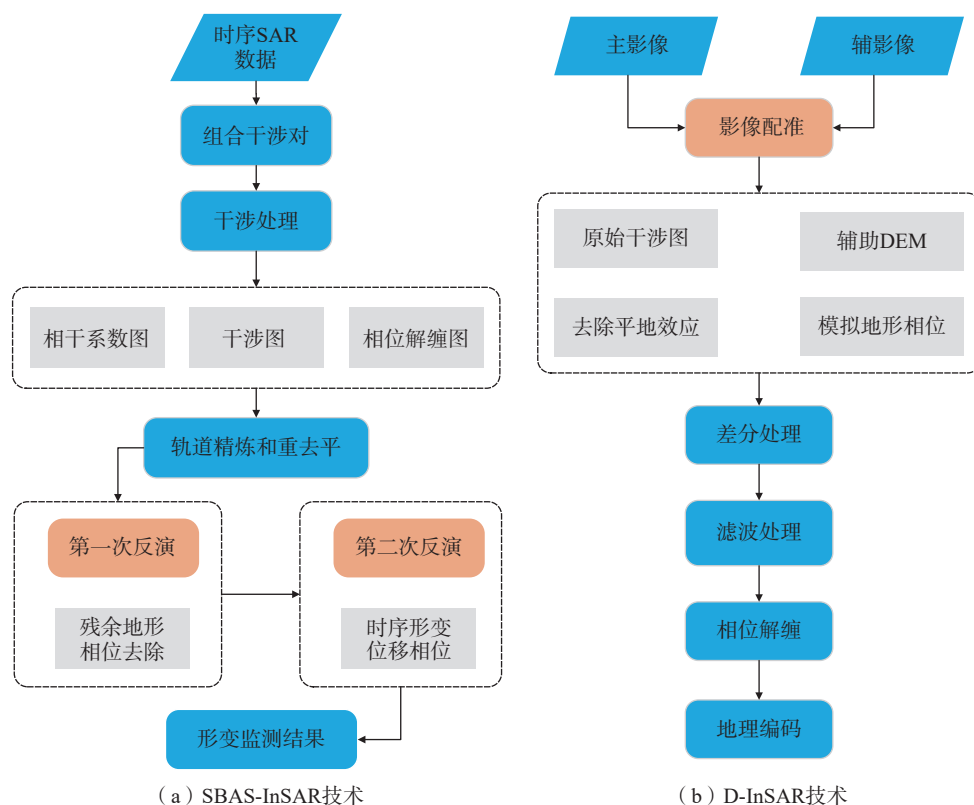 时序SAR
数据
组合干涉对
干涉处理
相干系数图
干涉图
相位解缠图
轨道精炼和重去平
第一次反演
残余地形
相位去除
第二次反演
时序形变
位移相位
形变监测结果
（a）SBAS-InSAR技术
主影像
辅影像
影像配准
原始干涉图
辅助DEM
去除平地效应
模拟地形相位
差分处理
滤波处理
相位解缠
地理编码
（b）D-InSAR技术